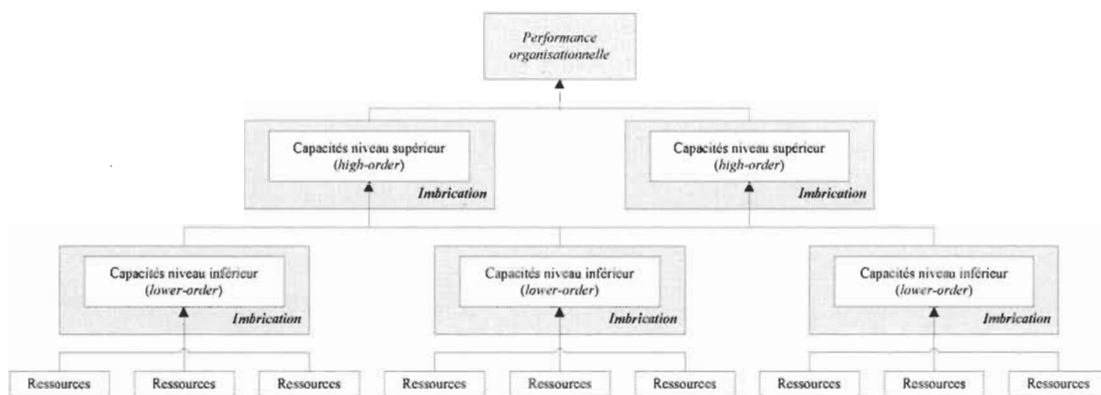 Performance
organisationnelle
Capacités niveau supérieur
(high-order)
Imbrication
Capacités niveau supérieur
(high-order)
Imbrication
Capacités niveau inférieur
(lower-order)
Imbrication
Capacités niveau inférieur
(lower-order)
Imbrication
Capacités niveau inférieur
(lower-order)
Imbrication
Ressources
Ressources
Ressources
Ressources
Ressources
Ressources
Ressources
Ressources
Ressources